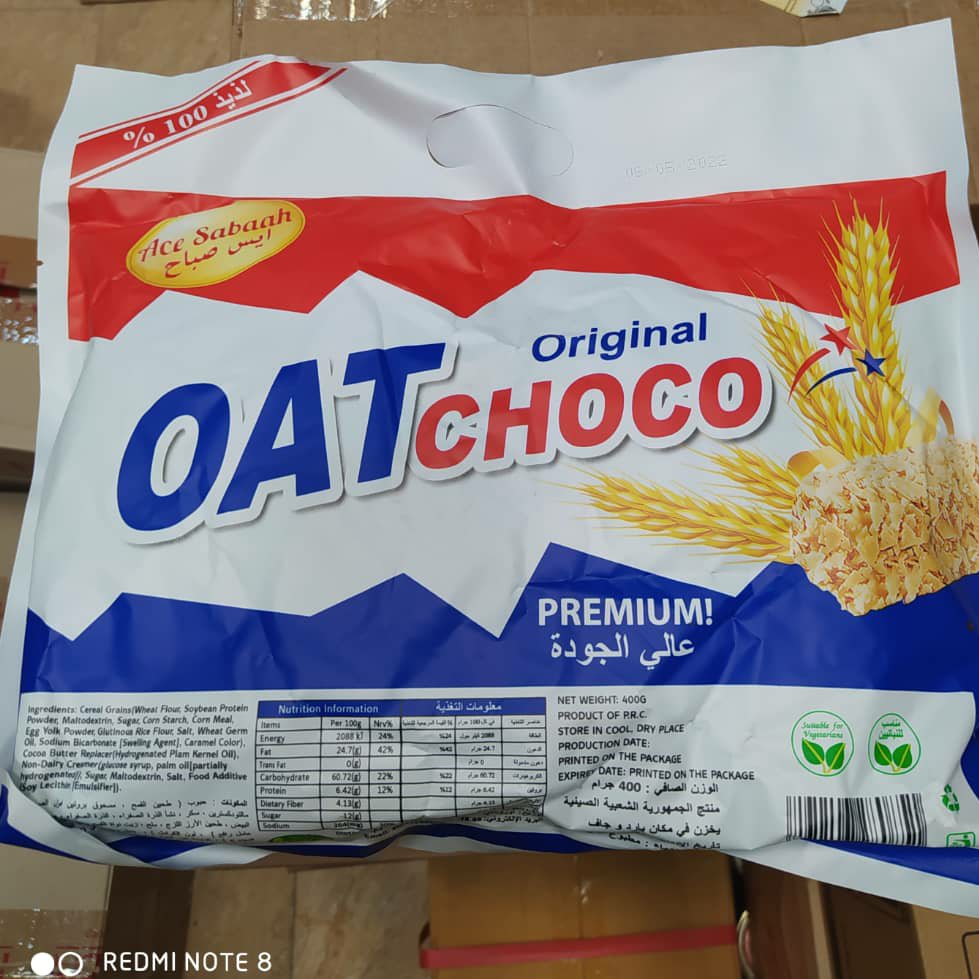 لذيذ 100 %
09-05-2022
Ace Sabaah
ايس صباح
Original
OAT CHOCO
PREMIUM!
عالي الجودة
Ingredients: Cereal Grains(Wheat Flour, Soybean Protein
Powder, Maltodextrin, Sugar, Corn Starch, Corn Meal,
Egg Yolk Powder, Glutinous Rice Flour, Salt, Wheat Germ
Oil, Sodium Bicarbonate [Swelling Agent], Caramel Color),
Cocoa Butter Replacer(Hydrogenated Plam Kernel Oil),
Non-Dairy Creamer(glucose syrup, palm oil[partially
hydrogenated], Sugar, Maltodextrin, Salt, Food Additive
(Soy Lecithin [Emulsifier]).
Nutrition Information معلومات التغذية
Items Per 100g Nrv%
Energy 2088 kJ 24%
Fat 24.7(g) 42%
Trans Fat 0(g)
Carbohydrate 60.72(g) 22%
Protein 6.42(g) 12%
Dietary Fiber 4.13(g)
Sugar 12(g)
Sodium
NET WEIGHT: 400G
PRODUCT OF P.R.C.
STORE IN COOL, DRY PLACE
PRODUCTION DATE:
PRINTED ON THE PACKAGE
EXPIREY DATE: PRINTED ON THE PACKAGE
الوزن الصافي : 400 جرام
منتج الجمهورية الشعبية الصينية
يخزن في مكان بارد و جاف
Suitable for
Vegetarians
مناسب
للنباتيين
REDMI NOTE 8